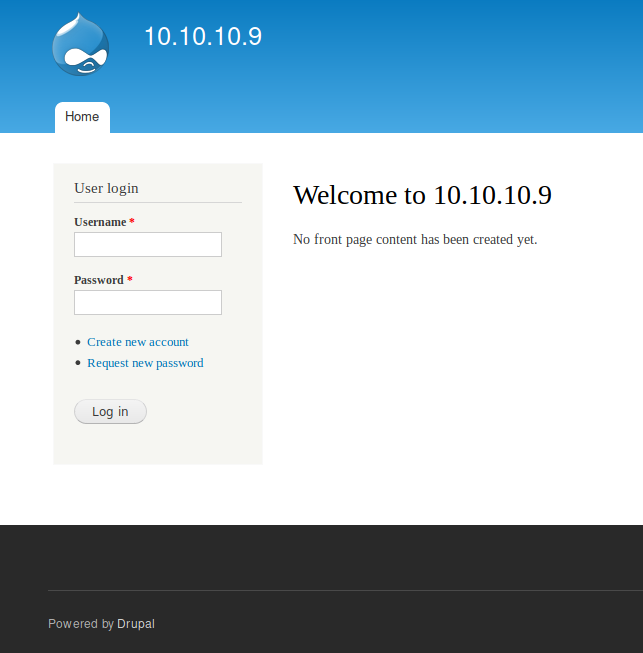 10.10.10.9
Home
User login
Username *
Password *
Create new account
Request new password
Log in
Welcome to 10.10.10.9
No front page content has been created yet.
Powered by Drupal